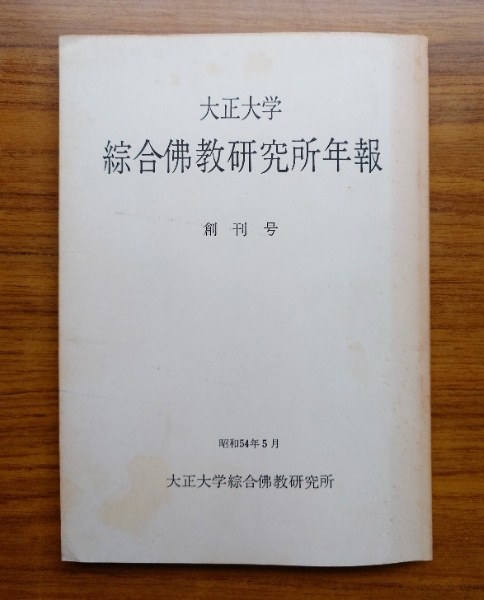 大正大学
綜合佛教研究所年報
創刊号
昭和54年5月
大正大学綜合佛教研究所